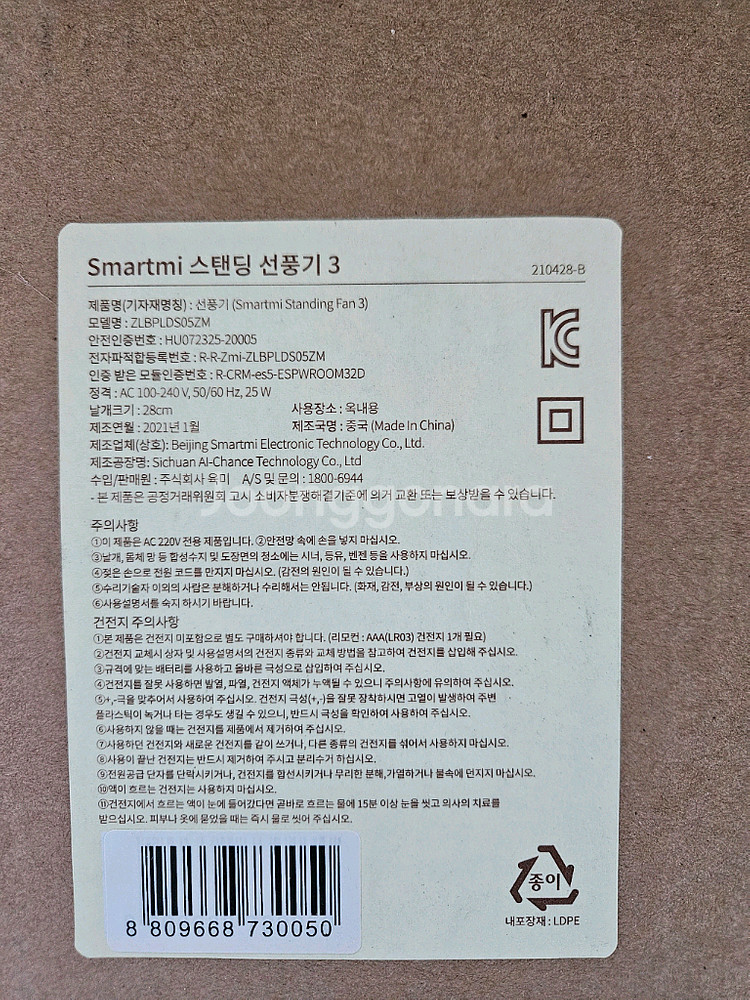 Smartmi 스탠딩 선풍기 3
210428-B
제품명(기자재명칭) : 선풍기 (Smartmi Standing Fan 3)
모델명 : ZLBPLDS05ZM
안전인증번호 : HU072325-20005
전자파적합등록번호 : R-R-Zmi-ZLBPLDS05ZM
인증 받은 모듈인증번호 : R-CRM-es5-ESPWROOM32D
정격 : AC 100-240 V, 50/60 Hz, 25 W
날개크기 : 28cm 사용장소 : 옥내용
제조연월 : 2021년 1월 제조국명 : 중국 (Made In China)
제조업체(상호): Beijing Smartmi Electronic Technology Co., Ltd.
제조공장명: Sichuan AI-Chance Technology Co., Ltd
수입/판매원 : 주식회사 육미 A/S 및 문의 : 1800-6944
- 본 제품은 공정거래위원회 고시 소비자분쟁해결기준에 의거 교환 또는 보상받을 수 있습니다.
Joonggonara
주의사항
①이 제품은 AC 220V 전용 제품입니다. ②안전망 속에 손을 넣지 마십시오.
③날개, 몸체 망 등 합성수지 및 도장면의 청소에는 시너, 등유, 벤젠 등을 사용하지 마십시오.
④젖은 손으로 전원 코드를 만지지 마십시오. (감전의 원인이 될 수 있습니다.)
⑤수리기술자 이외의 사람은 분해하거나 수리해서는 안됩니다. (화재, 감전, 부상의 원인이 될 수 있습니다.)
⑥사용설명서를 숙지 하시기 바랍니다.
건전지 주의사항
①본 제품은 건전지 미포함으로 별도 구매하셔야 합니다. (리모컨 : AAA(LR03) 건전지 1개 필요)
②건전지 교체시 상자 및 사용설명서의 건전지 종류와 교체 방법을 참고하여 건전지를 삽입해 주십시오.
③규격에 맞는 배터리를 사용하고 올바른 극성으로 삽입하여 주십시오.
④건전지를 잘못 사용하면 발열, 파열, 건전지 액체가 누액될 수 있으니 주의사항에 유의하여 주십시오.
⑤+,-극을 맞추어서 사용하여 주십시오. 건전지 극성(+,-)을 잘못 장착하시면 고열이 발생하여 주변
플라스틱이 녹거나 타는 경우도 생길 수 있으니, 반드시 극성을 확인하여 사용하여 주십시오.
⑥사용하지 않을 때는 건전지를 제품에서 제거하여 주십시오.
⑦사용하던 건전지와 새로운 건전지를 같이 쓰거나, 다른 종류의 건전지를 섞어서 사용하지 마십시오.
⑧사용이 끝난 건전지는 반드시 제거하여 주시고 분리수거 하십시오.
⑨전원공급 단자를 단락시키거나, 건전지를 합선시키거나 무리한 분해,가열하거나 물속에 던지지 마십시오.
⑩액이 흐르는 건전지는 사용하지 마십시오.
⑪건전지에서 흐르는 액이 눈에 들어갔다면 곧바로 흐르는 물에 15분 이상 눈을 씻고 의사의 치료를
받으십시오. 피부나 옷에 묻었을 때는 즉시 물로 씻어 주십시오.
8 809668 730050
종이
내포장재 : LDPE